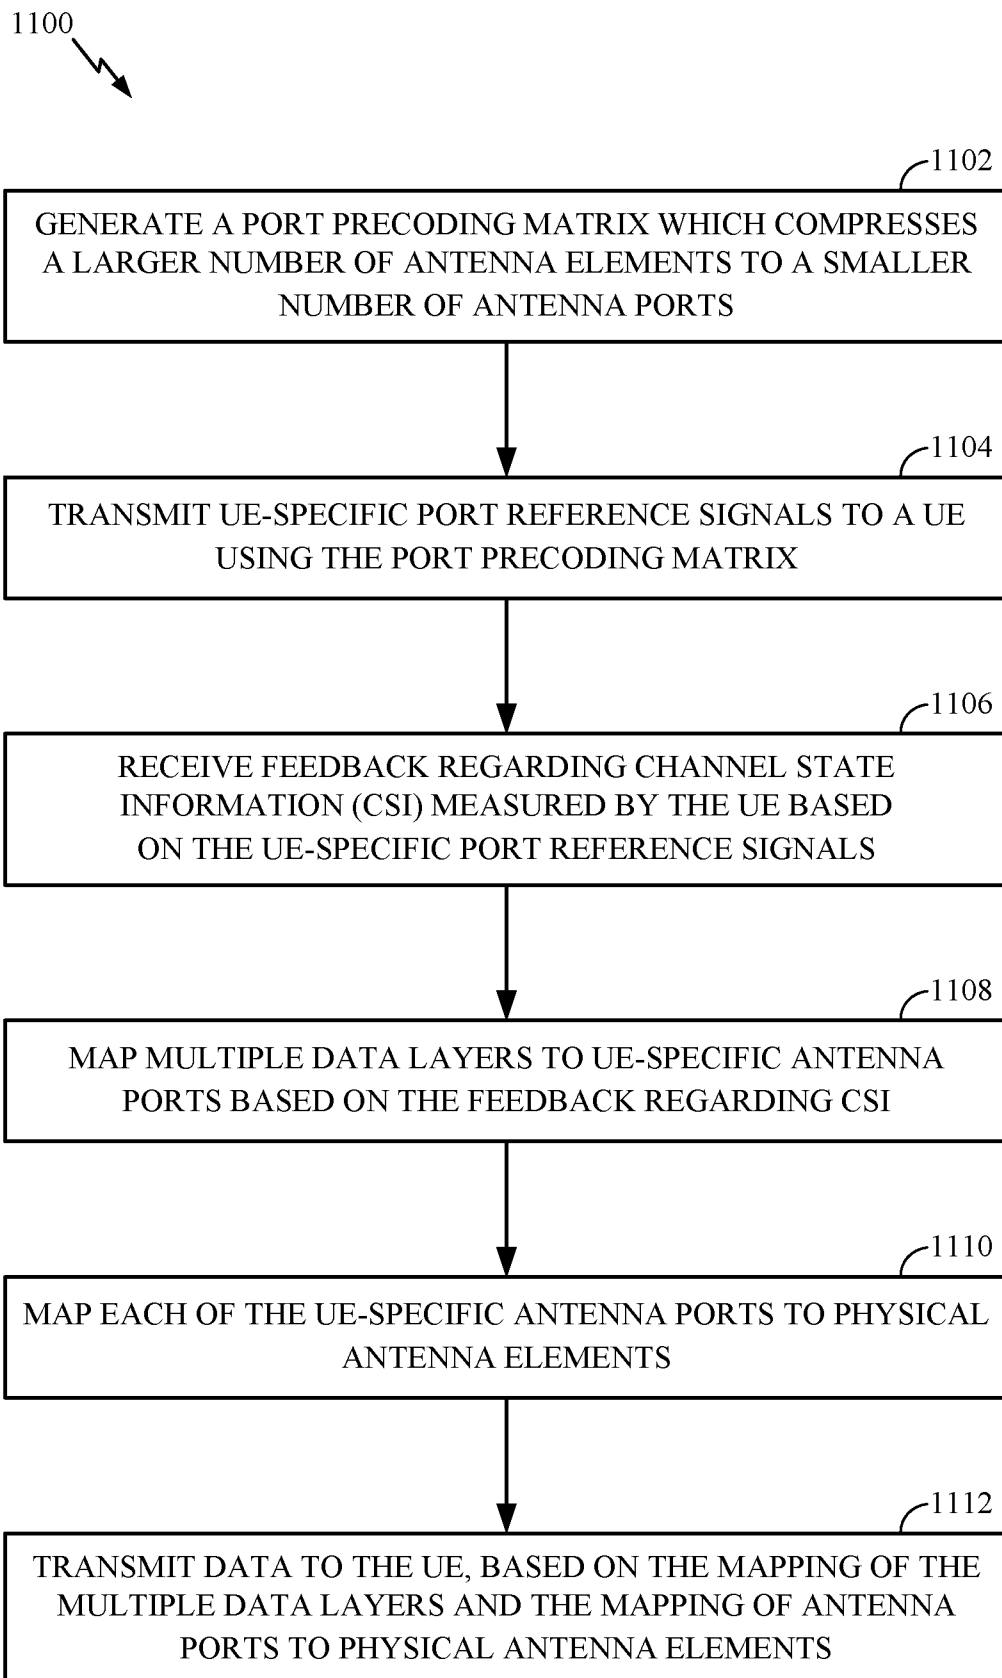 1100
1102
GENERATE A PORT PRECODING MATRIX WHICH COMPRESSES
A LARGER NUMBER OF ANTENNA ELEMENTS TO A SMALLER
NUMBER OF ANTENNA PORTS
1104
TRANSMIT UE-SPECIFIC PORT REFERENCE SIGNALS TO A UE
USING THE PORT PRECODING MATRIX
1106
RECEIVE FEEDBACK REGARDING CHANNEL STATE
INFORMATION (CSI) MEASURED BY THE UE BASED
ON THE UE-SPECIFIC PORT REFERENCE SIGNALS
1108
MAP MULTIPLE DATA LAYERS TO UE-SPECIFIC ANTENNA
PORTS BASED ON THE FEEDBACK REGARDING CSI
1110
MAP EACH OF THE UE-SPECIFIC ANTENNA PORTS TO PHYSICAL
ANTENNA ELEMENTS
1112
TRANSMIT DATA TO THE UE, BASED ON THE MAPPING OF THE
MULTIPLE DATA LAYERS AND THE MAPPING OF ANTENNA
PORTS TO PHYSICAL ANTENNA ELEMENTS